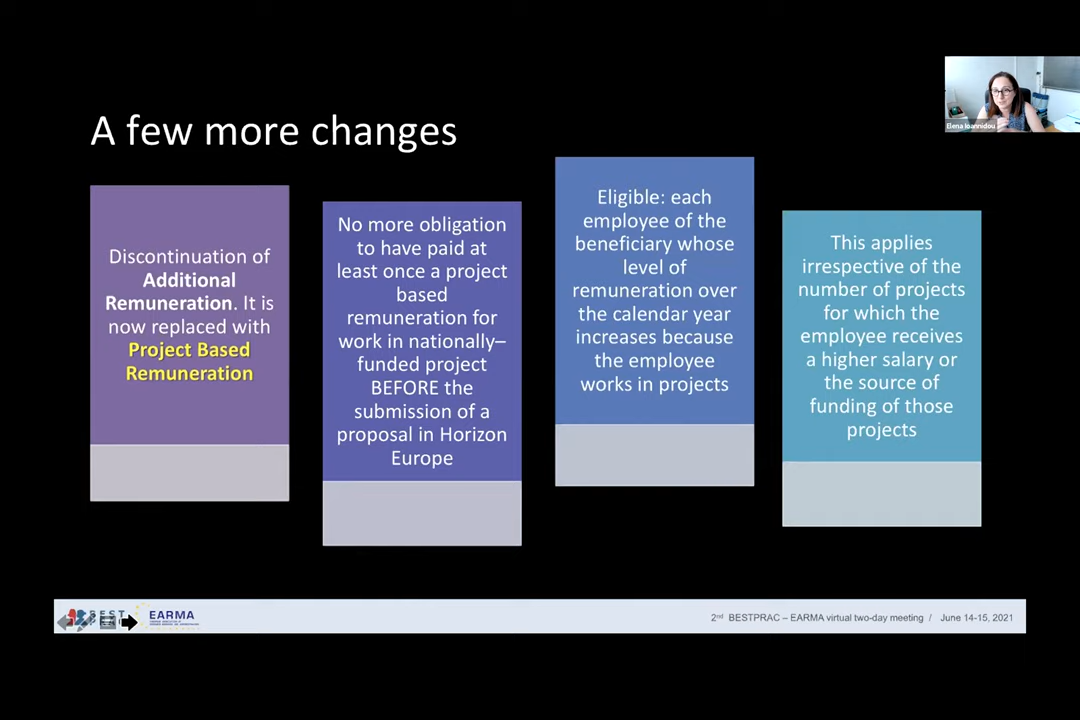 Elena Ioannidou
A few more changes
Discontinuation of
Additional
Remuneration. It is
now replaced with
Project Based
Remuneration
No more obligation
to have paid at
least once a project
based
remuneration for
work in nationally–
funded project
BEFORE the
submission of a
proposal in Horizon
Europe
Eligible: each
employee of the
beneficiary whose
level of
remuneration over
the calendar year
increases because
the employee
works in projects
This applies
irrespective of the
number of projects
for which the
employee receives
a higher salary or
the source of
funding of those
projects
BEST
EARMA
2nd BESTPRAC – EARMA virtual two-day meeting / June 14-15, 2021